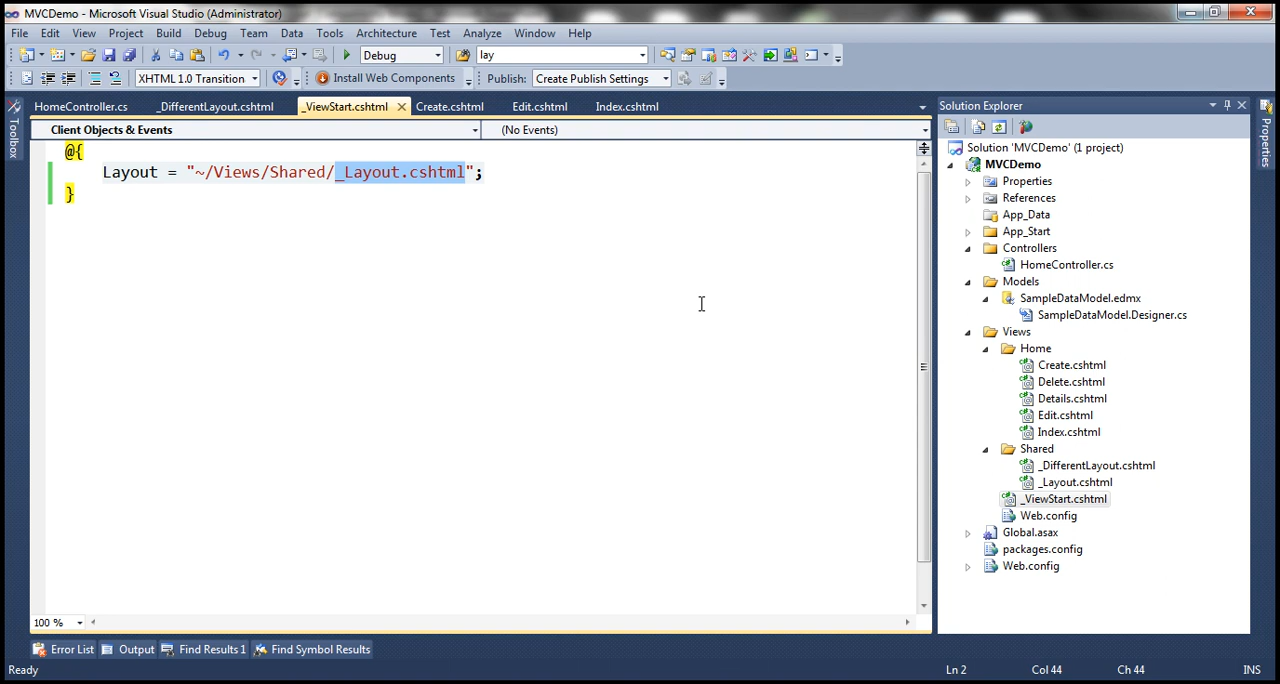 MVCDemo - Microsoft Visual Studio (Administrator)
File Edit View Project Build Debug Team Data Tools Architecture Test Analyze Window Help
Debug lay
XHTML 1.0 Transition Install Web Components Publish: Create Publish Settings
HomeController.cs _DifferentLayout.cshtml _ViewStart.cshtml Create.cshtml Edit.cshtml Index.cshtml
Client Objects & Events (No Events)
@{
Layout = "~/Views/Shared/_Layout.cshtml";
}
100 %
Toolbox
Solution Explorer
Solution 'MVCDemo' (1 project)
MVCDemo
Properties
References
App_Data
App_Start
Controllers
HomeController.cs
Models
SampleDataModel.edmx
SampleDataModel.Designer.cs
Views
Home
Create.cshtml
Delete.cshtml
Details.cshtml
Edit.cshtml
Index.cshtml
Shared
_DifferentLayout.cshtml
_Layout.cshtml
_ViewStart.cshtml
Web.config
Global.asax
packages.config
Web.config
Properties
Error List Output Find Results 1 Find Symbol Results
Ready Ln 2 Col 44 Ch 44 INS